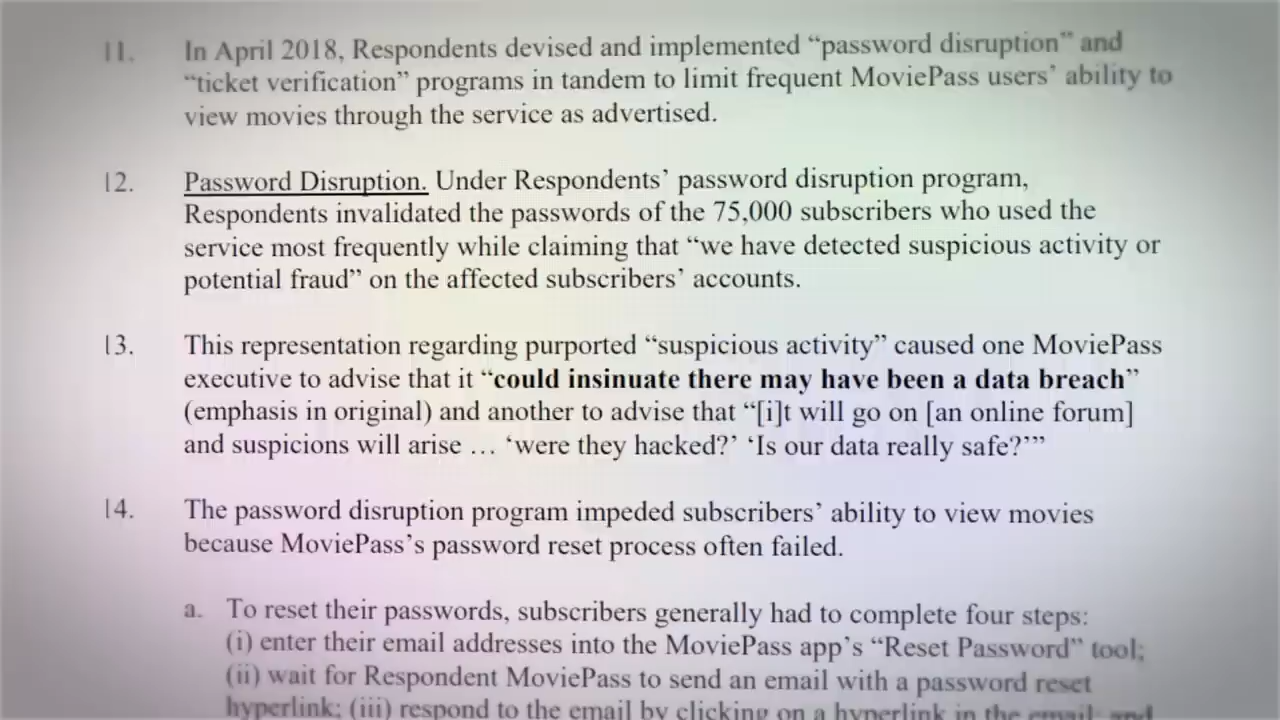 11. In April 2018, Respondents devised and implemented “password disruption” and
“ticket verification” programs in tandem to limit frequent MoviePass users’ ability to
view movies through the service as advertised.
12. Password Disruption. Under Respondents’ password disruption program,
Respondents invalidated the passwords of the 75,000 subscribers who used the
service most frequently while claiming that “we have detected suspicious activity or
potential fraud” on the affected subscribers’ accounts.
13. This representation regarding purported “suspicious activity” caused one MoviePass
executive to advise that it “could insinuate there may have been a data breach”
(emphasis in original) and another to advise that “[i]t will go on [an online forum]
and suspicions will arise … ‘were they hacked?’ ‘Is our data really safe?’”
14. The password disruption program impeded subscribers’ ability to view movies
because MoviePass’s password reset process often failed.
a. To reset their passwords, subscribers generally had to complete four steps:
(i) enter their email addresses into the MoviePass app’s “Reset Password” tool;
(ii) wait for Respondent MoviePass to send an email with a password reset
hyperlink; (iii) respond to the email by clicking on a hyperlink in the email; and